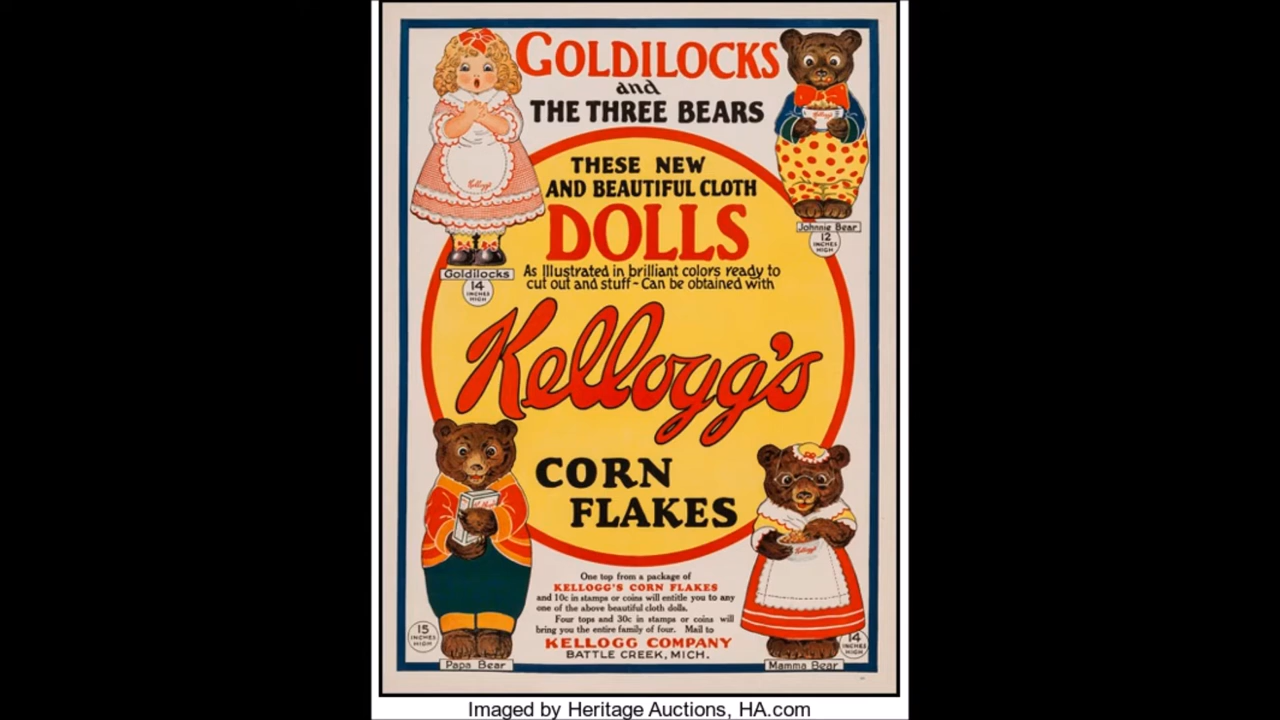 GOLDILOCKS
and
THE THREE BEARS
THESE NEW
AND BEAUTIFUL CLOTH
DOLLS
As Illustrated in brilliant colors ready to
cut out and stuff - Can be obtained with
Kellogg's
CORN
FLAKES
Kellogg's
Goldilocks
14
INCHES
HIGH
Kellogg's
Johnnie Bear
12
INCHES
HIGH
One top from a package of
KELLOGG'S CORN FLAKES
and 10c in stamps or coins will entitle you to any
one of the above beautiful cloth dolls.
Four tops and 30c in stamps or coins will
bring you the entire family of four. Mail to
KELLOGG COMPANY
BATTLE CREEK, MICH.
15
INCHES
HIGH
Papa Bear
Kellogg's
14
INCHES
HIGH
Mamma Bear
Imaged by Heritage Auctions, HA.com